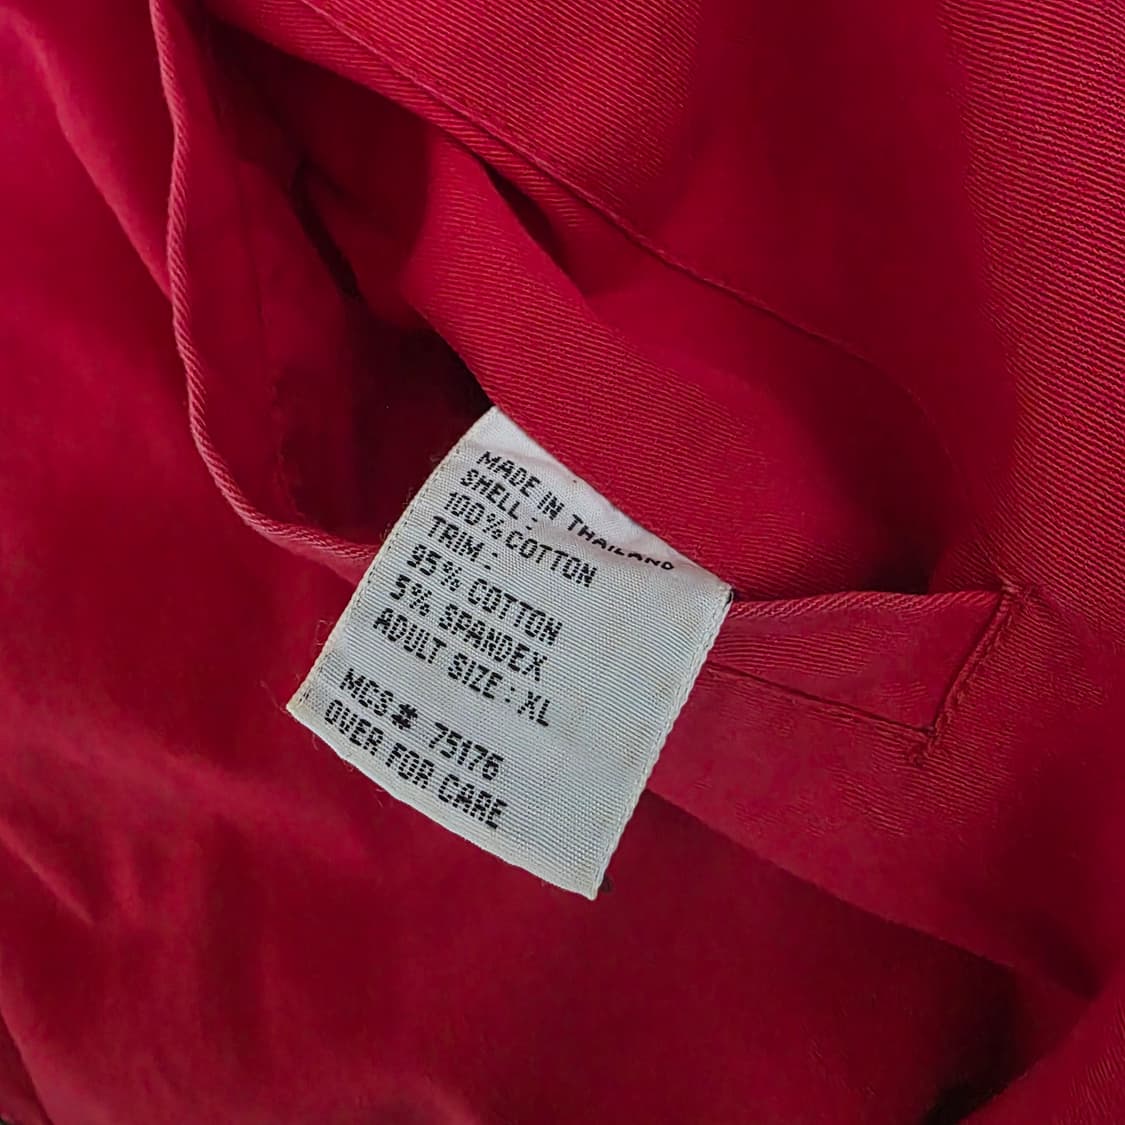 MADE IN THAILAND
SHELL :
100% COTTON
TRIM :
95% COTTON
5% SPANDEX
ADULT SIZE : XL
MCS # 75176
OVER FOR CARE